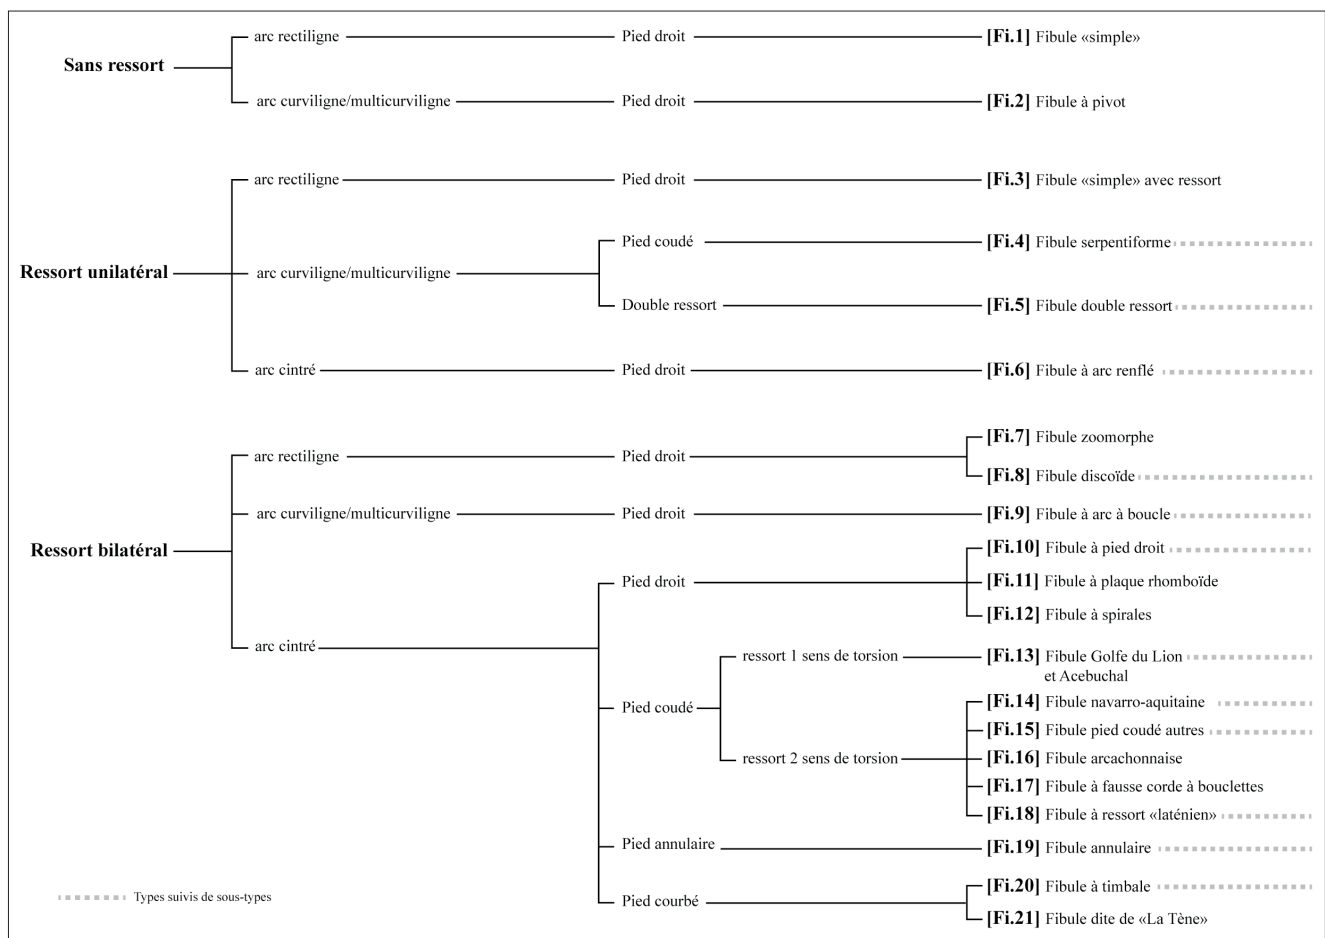 arc rectiligne Pied droit [Fi.1] Fibule «simple»
Sans ressort
arc curviligne/multicurviligne Pied droit [Fi.2] Fibule à pivot
arc rectiligne Pied droit [Fi.3] Fibule «simple» avec ressort
Pied coudé [Fi.4] Fibule serpentiforme
Ressort unilatéral arc curviligne/multicurviligne
Double ressort [Fi.5] Fibule double ressort
arc cintré Pied droit [Fi.6] Fibule à arc renflé
[Fi.7] Fibule zoomorphe
arc rectiligne Pied droit
[Fi.8] Fibule discoïde
arc curviligne/multicurviligne Pied droit [Fi.9] Fibule à arc à boucle
Ressort bilatéral
[Fi.10] Fibule à pied droit
Pied droit [Fi.11] Fibule à plaque rhomboïde
[Fi.12] Fibule à spirales
arc cintré
ressort 1 sens de torsion [Fi.13] Fibule Golfe du Lion
et Acebuchal
Pied coudé [Fi.14] Fibule navarro-aquitaine
[Fi.15] Fibule pied coudé autres
ressort 2 sens de torsion [Fi.16] Fibule arcachonnaise
[Fi.17] Fibule à fausse corde à bouclettes
[Fi.18] Fibule à ressort «laténien»
Pied annulaire [Fi.19] Fibule annulaire
[Fi.20] Fibule à timbale
Pied courbé
[Fi.21] Fibule dite de «La Tène»
Types suivis de sous-types